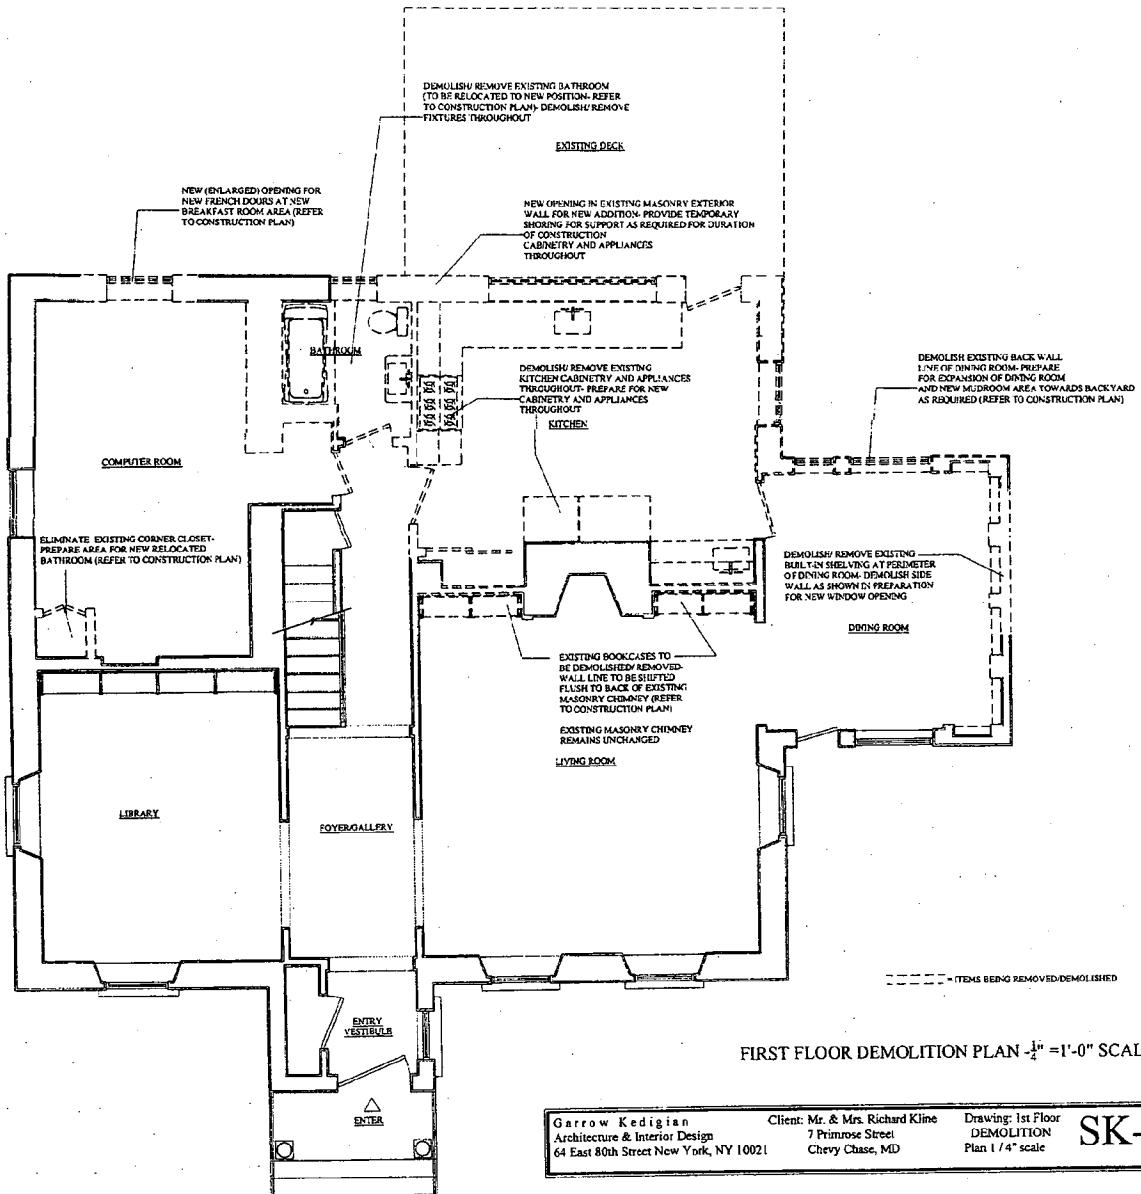 DEMOLISH/ REMOVE EXISTING BATHROOM
(TO BE RELOCATED TO NEW POSITION- REFER
TO CONSTRUCTION PLAN)- DEMOLISH/ REMOVE
FIXTURES THROUGHOUT
EXISTING DECK
NEW (ENLARGED) OPENING FOR
NEW FRENCH DOORS AT NEW
BREAKFAST ROOM AREA (REFER
TO CONSTRUCTION PLAN)
NEW OPENING IN EXISTING MASONRY EXTERIOR
WALL FOR NEW ADDITION- PROVIDE TEMPORARY
SHORING FOR SUPPORT AS REQUIRED FOR DURATION
OF CONSTRUCTION
CABINETRY AND APPLIANCES
THROUGHOUT
BATHROOM
DEMOLISH/ REMOVE EXISTING
KITCHEN CABINETRY AND APPLIANCES
THROUGHOUT- PREPARE FOR NEW
CABINETRY AND APPLIANCES
THROUGHOUT
KITCHEN
DEMOLISH EXISTING BACK WALL
LINE OF DINING ROOM- PREPARE
FOR EXPANSION OF DINING ROOM
AND NEW MUDROOM AREA TOWARDS BACKYARD
AS REQUIRED (REFER TO CONSTRUCTION PLAN)
COMPUTER ROOM
ELIMINATE EXISTING CORNER CLOSET-
PREPARE AREA FOR NEW RELOCATED
BATHROOM (REFER TO CONSTRUCTION PLAN)
DEMOLISH/ REMOVE EXISTING
BUILT-IN SHELVING AT PERIMETER
OF DINING ROOM- DEMOLISH SIDE
WALL AS SHOWN IN PREPARATION
FOR NEW WINDOW OPENING
DINING ROOM
EXISTING BOOKCASES TO
BE DEMOLISHED/ REMOVED-
WALL LINE TO BE SHIFTED
FLUSH TO BACK OF EXISTING
MASONRY CHIMNEY (REFER
TO CONSTRUCTION PLAN)
EXISTING MASONRY CHIMNEY
REMAINS UNCHANGED
LIVING ROOM
LIBRARY
FOYER/GALLERY
= ITEMS BEING REMOVED/DEMOLISHED
ENTRY
VESTIBULE
ENTER
FIRST FLOOR DEMOLITION PLAN -¼" =1'-0" SCAL
Garrow Kedigian
Architecture & Interior Design
64 East 80th Street New York, NY 10021
Client: Mr. & Mrs. Richard Kline
7 Primrose Street
Chevy Chase, MD
Drawing: 1st Floor
DEMOLITION
Plan 1 / 4" scale
SK-